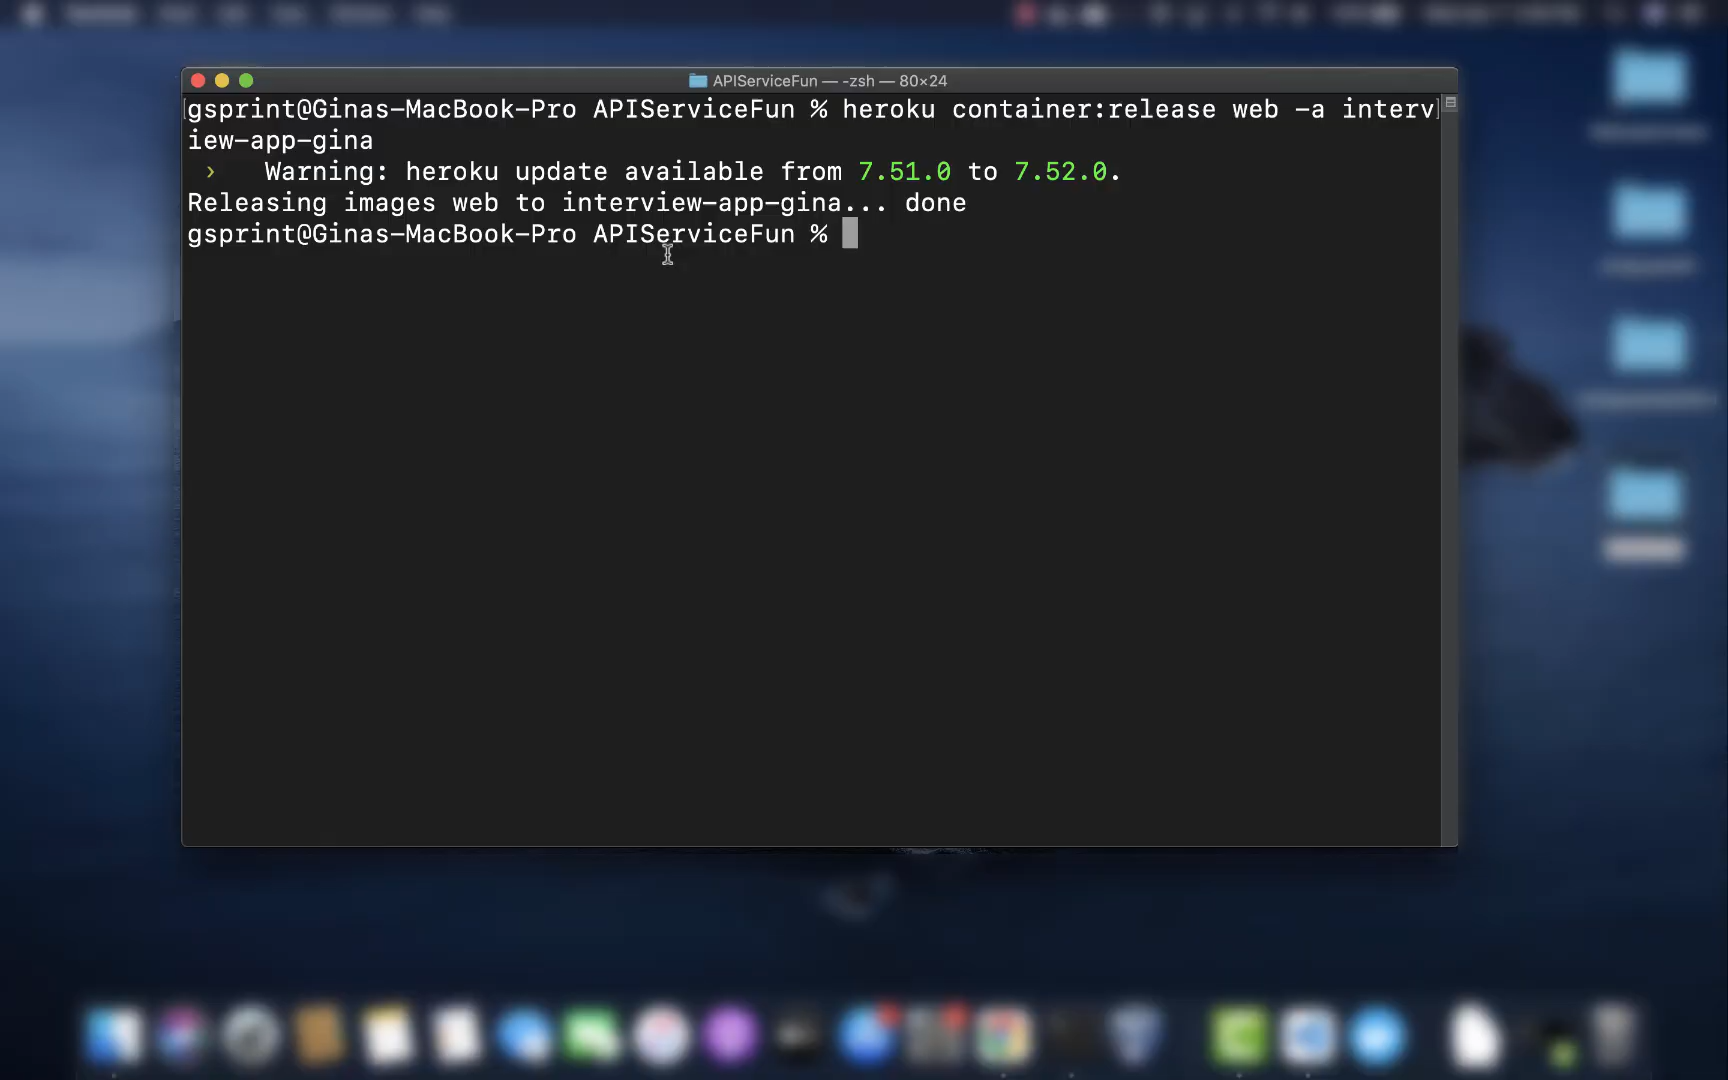 APIServiceFun — -zsh — 80×24
gsprint@Ginas-MacBook-Pro APIServiceFun % heroku container:release web -a interv
iew-app-gina
› Warning: heroku update available from 7.51.0 to 7.52.0.
Releasing images web to interview-app-gina... done
gsprint@Ginas-MacBook-Pro APIServiceFun %